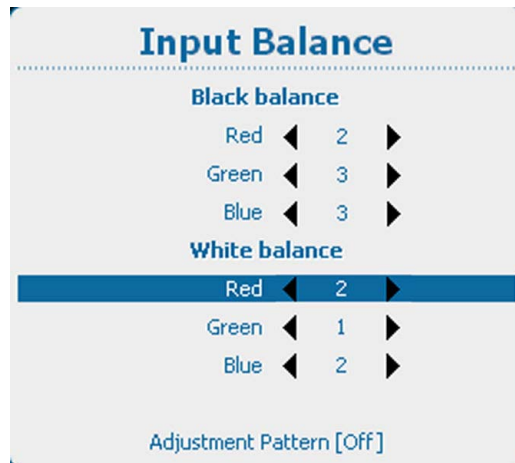 Input Balance
Black balance
Red 2
Green 3
Blue 3
White balance
Red 2
Green 1
Blue 2
Adjustment Pattern [Off]